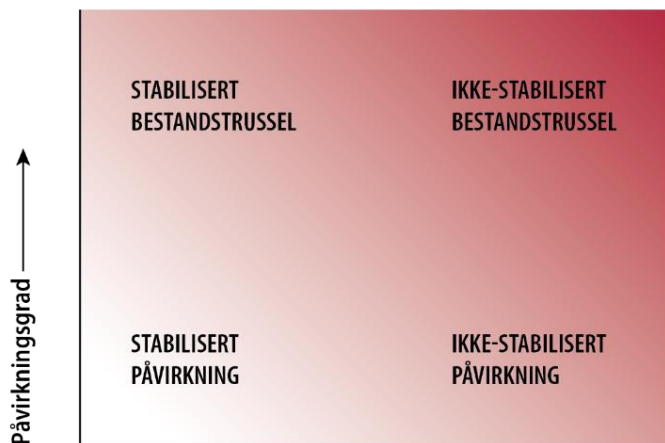 STABILISERT
BESTANDSTRUSSEL
IKKE-STABILISERT
BESTANDSTRUSSEL
Påvirkningsgrad
STABILISERT
PÅVIRKNING
IKKE-STABILISERT
PÅVIRKNING